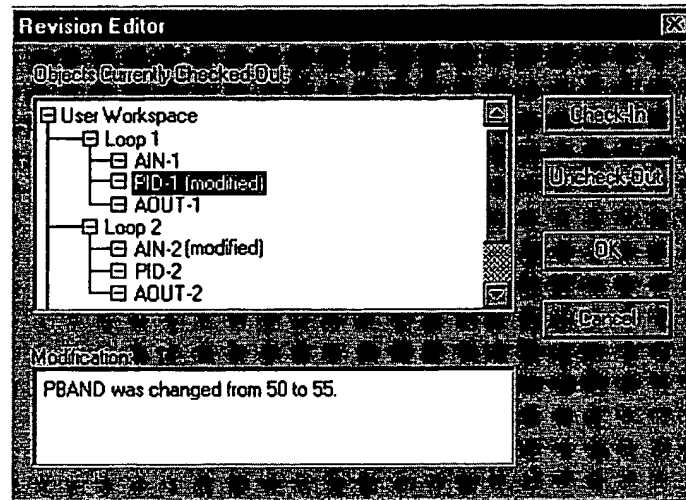 Revision Editor
Objects Currently Checked Out:
User Workspace
Loop 1
AIN-1
PID-1 (modified)
AOUT-1
Loop 2
AIN-2 (modified)
PID-2
AOUT-2
Check-In
Uncheck-Out
OK
Cancel
Modification:
PBAND was changed from 50 to 55.